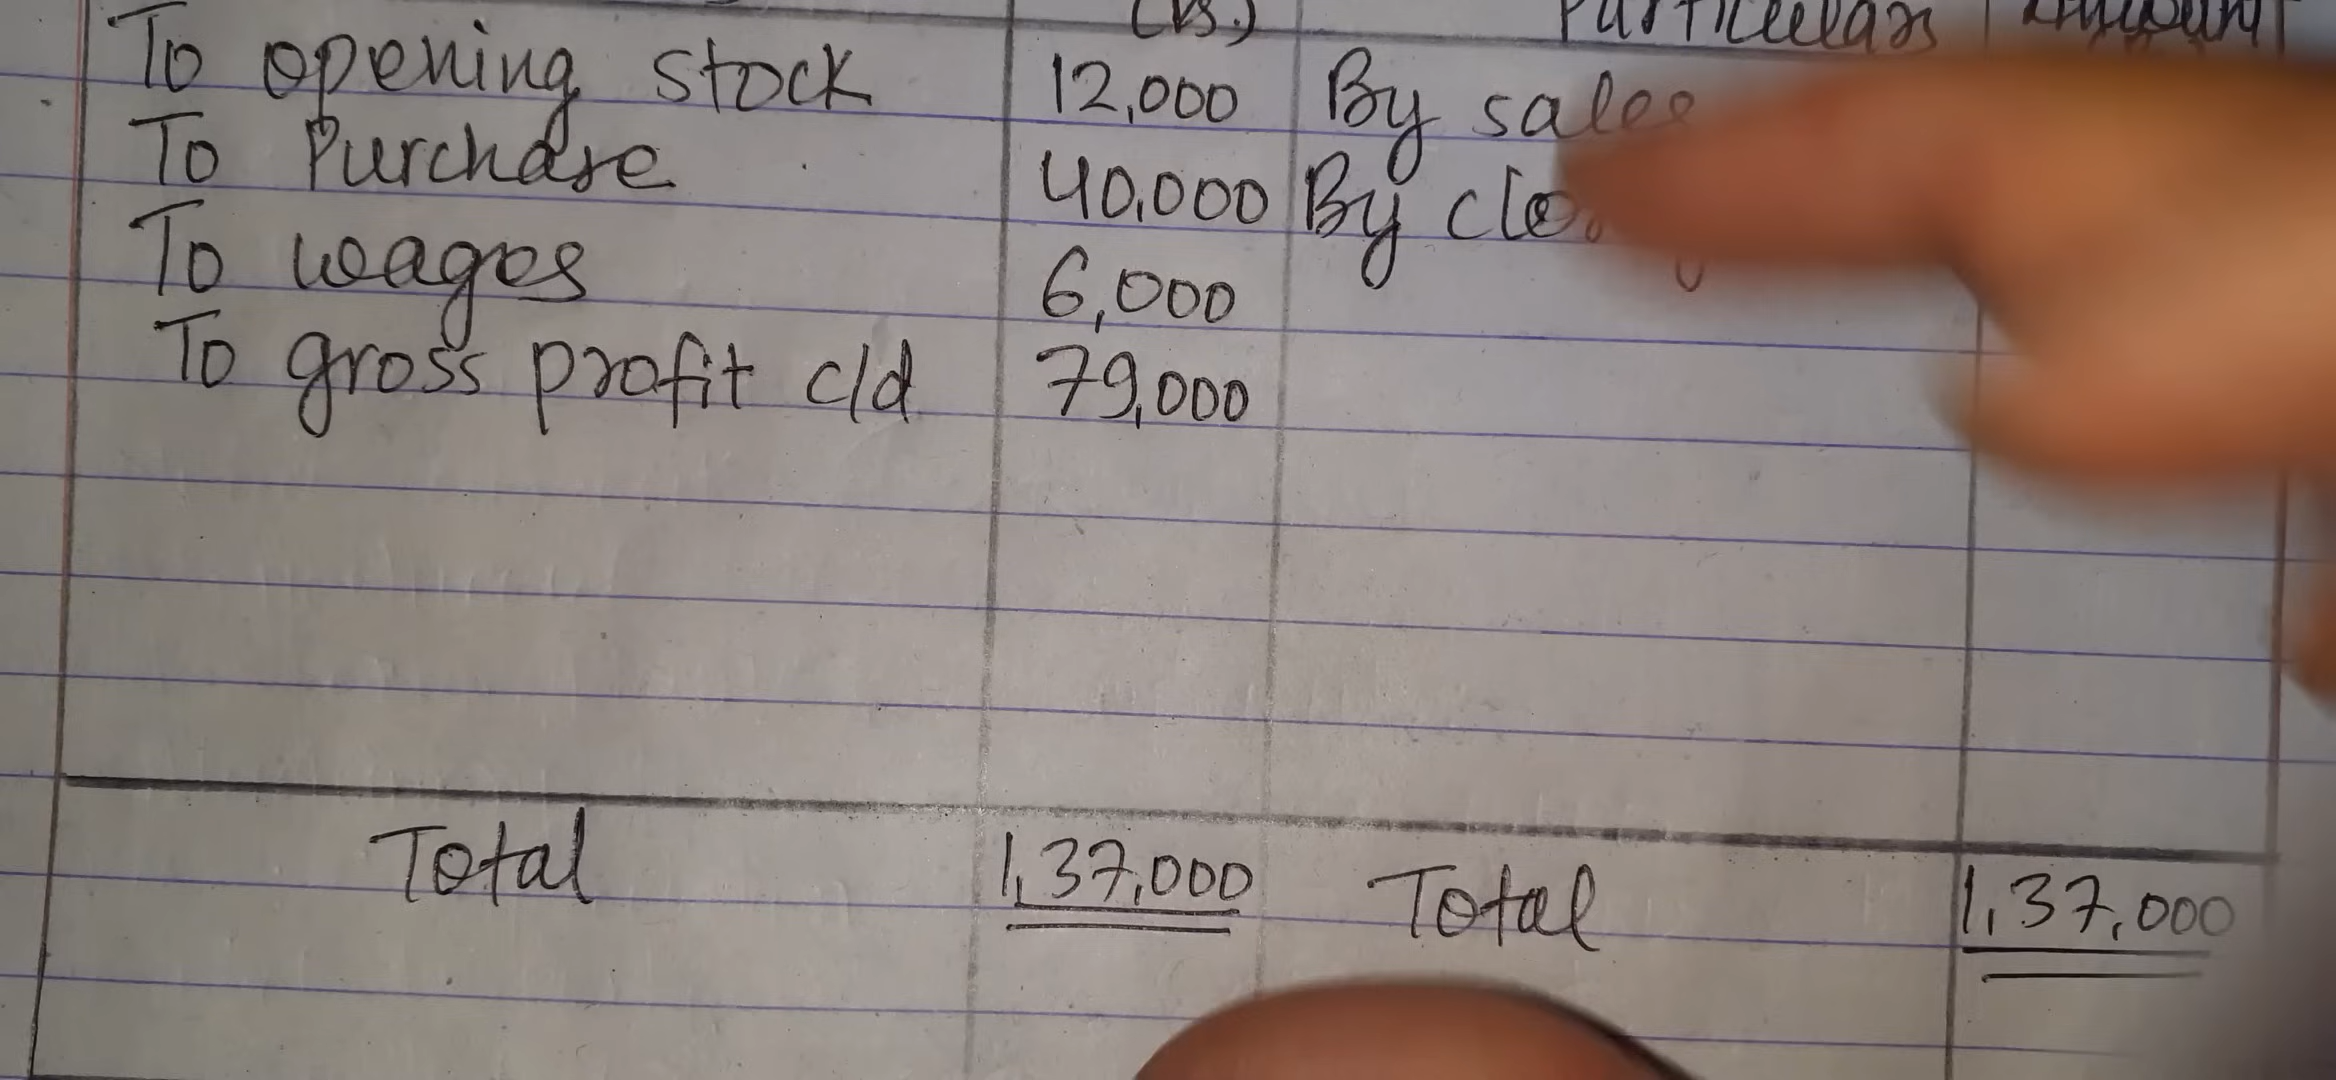 (Rs.) Particulars Amount
To opening stock 12,000 By sales
To Purchase 40,000 By
To wages 6,000
To gross profit c/d 79,000
Total 1,37,000 Total 1,37,000